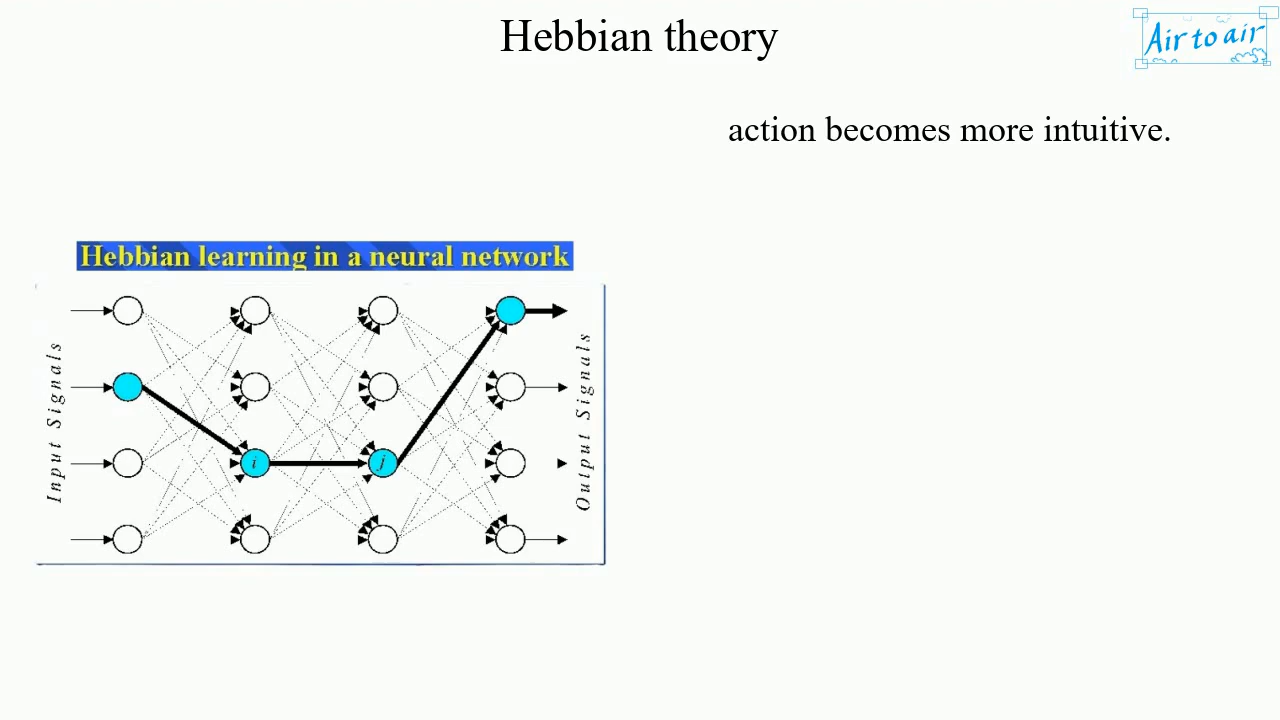 Hebbian theory
Air to air
action becomes more intuitive.
Hebbian learning in a neural network
Input Signals
i
j
Output Signals